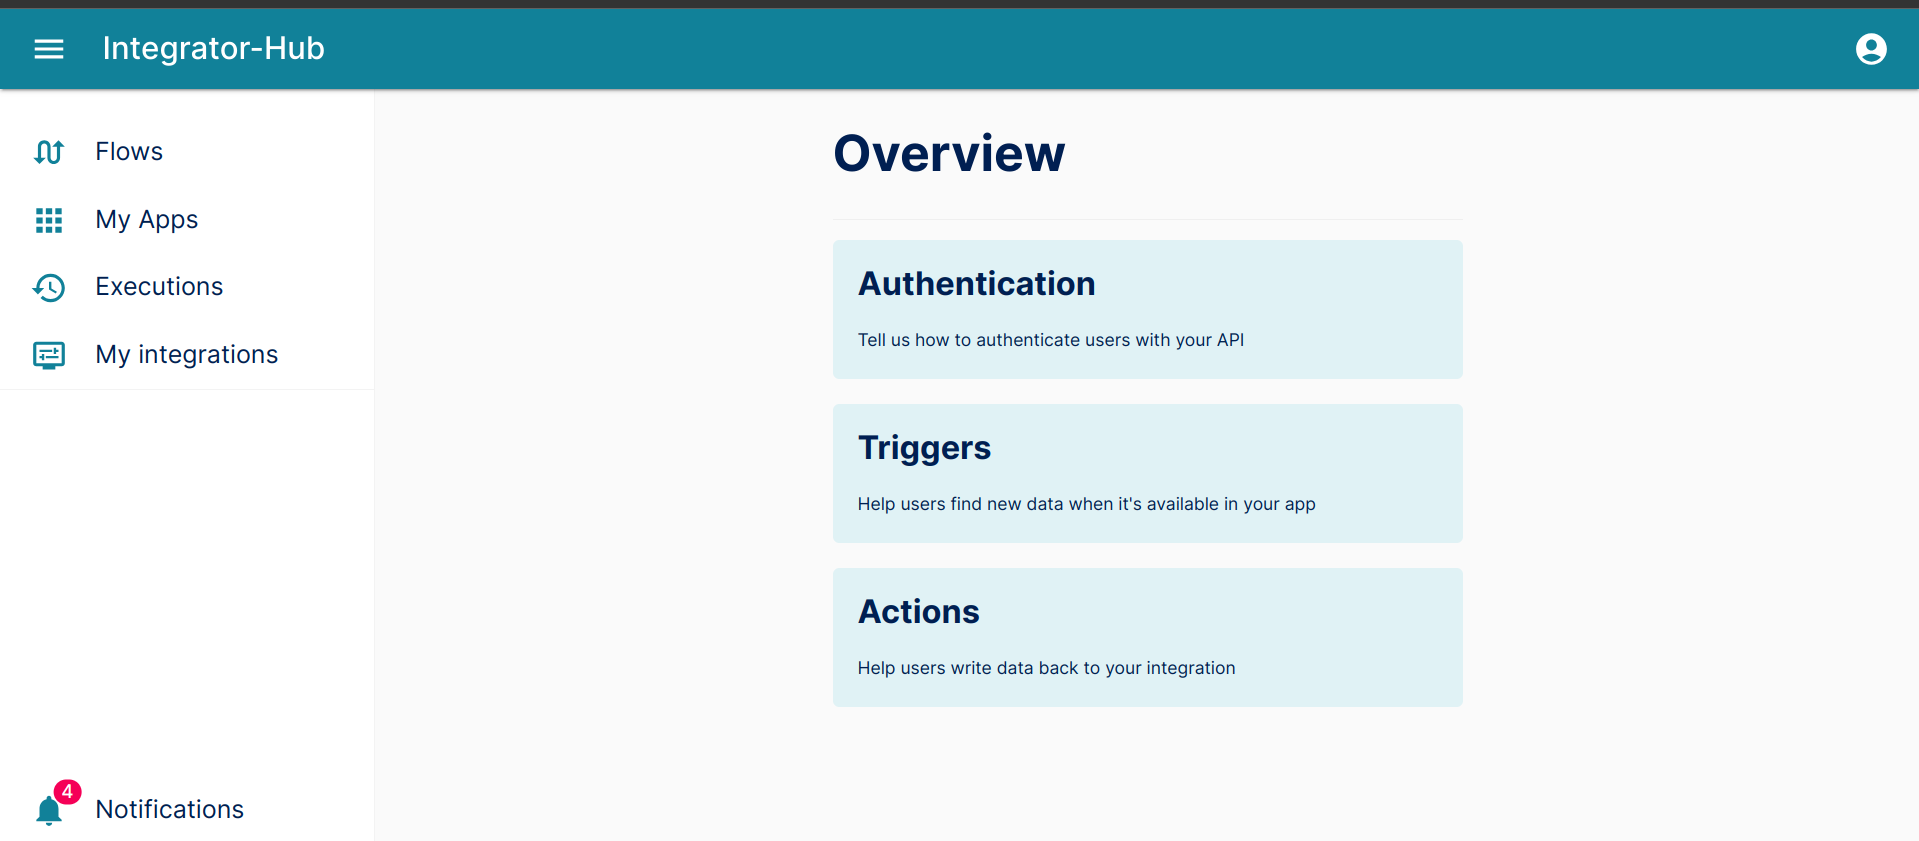 Integrator-Hub
Flows
My Apps
Executions
My integrations
4
Notifications
Overview
Authentication
Tell us how to authenticate users with your API
Triggers
Help users find new data when it's available in your app
Actions
Help users write data back to your integration